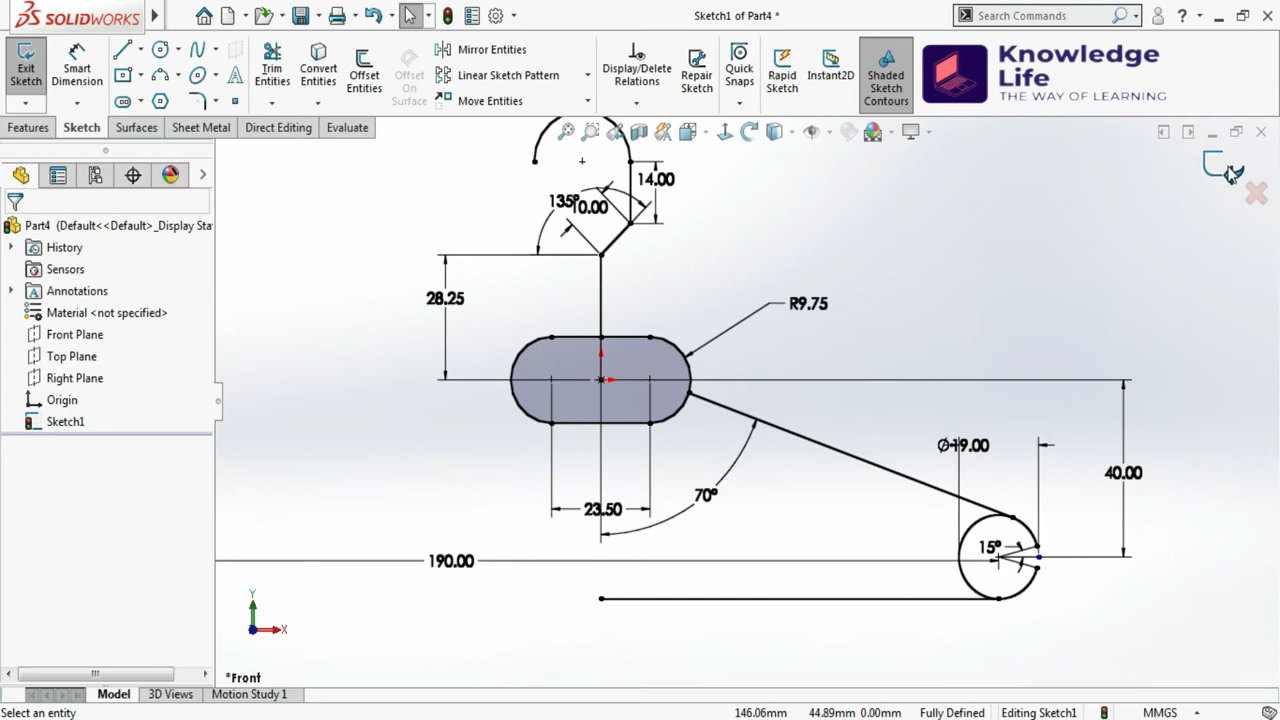 SOLIDWORKS
Sketch1 of Part4 *
Search Commands
Exit Sketch
Smart Dimension
Trim Entities
Convert Entities
Offset Entities
Offset On Surface
Mirror Entities
Linear Sketch Pattern
Move Entities
Display/Delete Relations
Repair Sketch
Quick Snaps
Rapid Sketch
Instant2D
Shaded Sketch Contours
Knowledge
Life
THE WAY OF LEARNING
Features
Sketch
Surfaces
Sheet Metal
Direct Editing
Evaluate
Part4 (Default<<Default>_Display Sta
History
Sensors
Annotations
Material <not specified>
Front Plane
Top Plane
Right Plane
Origin
Sketch1
14.00
135°
10.00
28.25
R9.75
Ø19.00
40.00
70°
23.50
15°
190.00
Y
X
*Front
Model
3D Views
Motion Study 1
Select an entity
146.06mm
44.89mm 0.00mm
Fully Defined
Editing Sketch1
MMGS